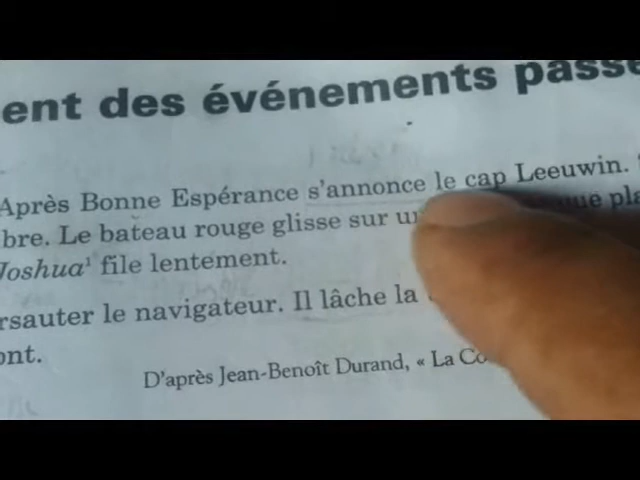 ent des événements passé
Après Bonne Espérance s'annonce le cap Leeuwin.
bre. Le bateau rouge glisse sur un
Joshua¹ file lentement.
rsauter le navigateur. Il lâche la
ont.
D'après Jean-Benoît Durand, « La Co